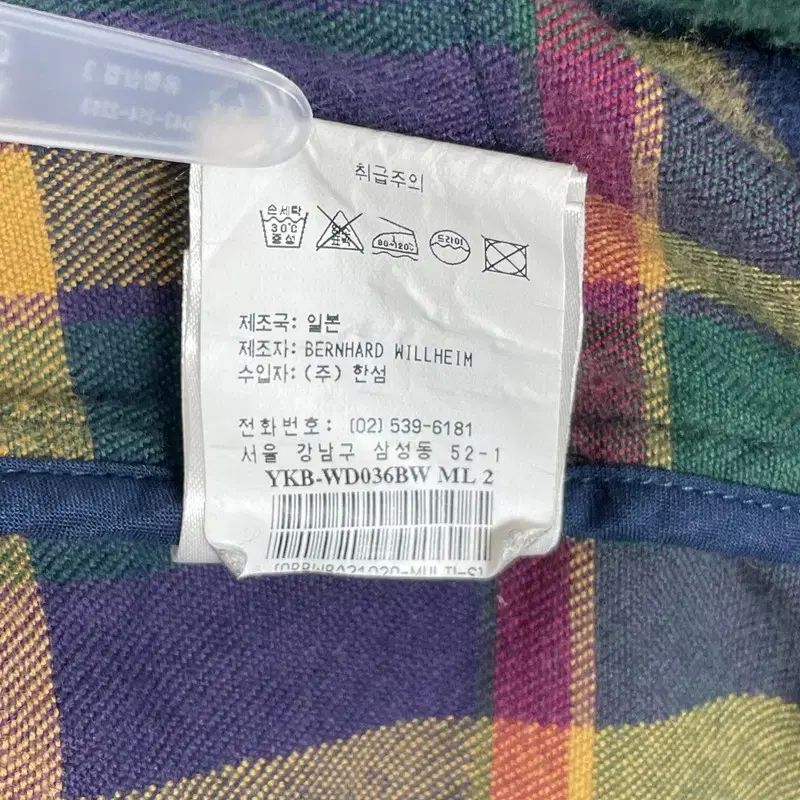 취급주의
손세탁
30℃
중성
80~120℃
드라이
제조국: 일본
제조자: BERNHARD WILLHEIM
수입자: (주) 한섬
전화번호: (02) 539-6181
서울 강남구 삼성동 52-1
YKB-WD036BW ML 2